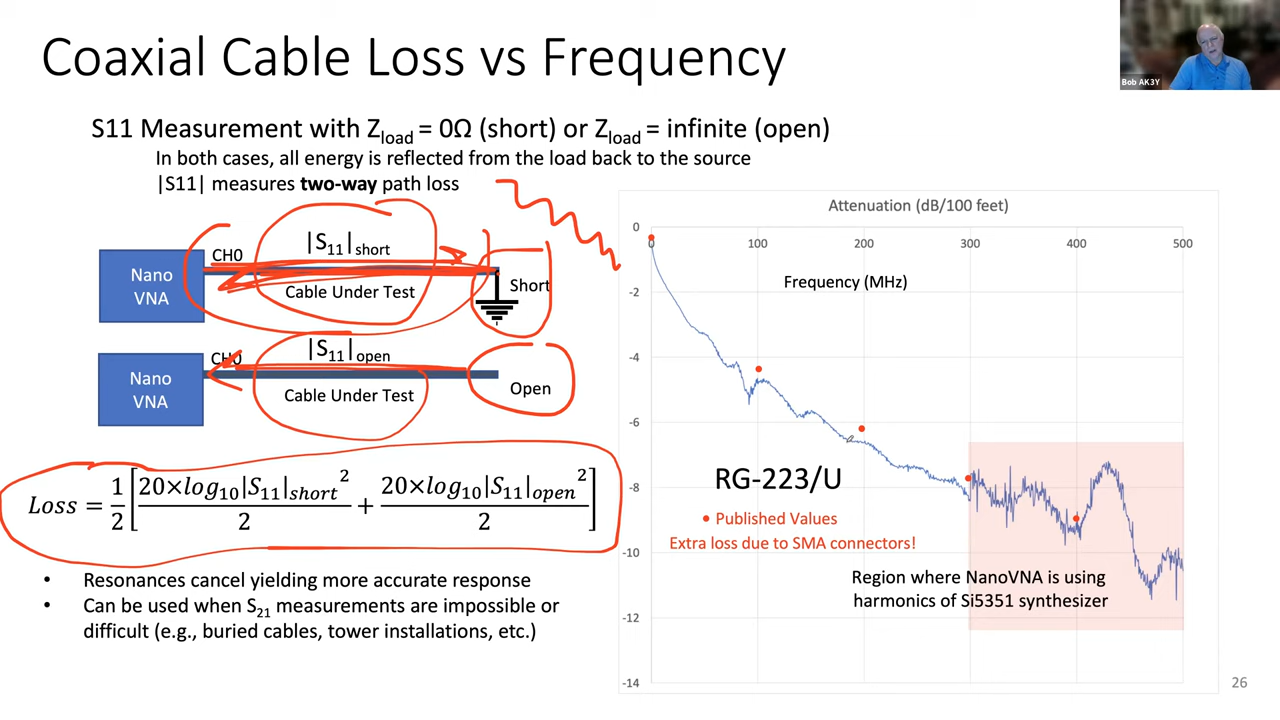 Coaxial Cable Loss vs Frequency
Bob AK3Y
S11 Measurement with Zload = 0Ω (short) or Zload = infinite (open)
In both cases, all energy is reflected from the load back to the source
|S11| measures two-way path loss
Nano
VNA
CH0
|S11|short
Cable Under Test
Short
Nano
VNA
CH0
|S11|open
Cable Under Test
Open
Loss = 1/2 [20×log10|S11|short²/2 + 20×log10|S11|open²/2]
• Resonances cancel yielding more accurate response
• Can be used when S21 measurements are impossible or
difficult (e.g., buried cables, tower installations, etc.)
Attenuation (dB/100 feet)
0
0 100 200 300 400 500
Frequency (MHz)
-2
-4
-6
-8
-10
-12
-14
RG-223/U
• Published Values
Extra loss due to SMA connectors!
Region where NanoVNA is using
harmonics of Si5351 synthesizer
26